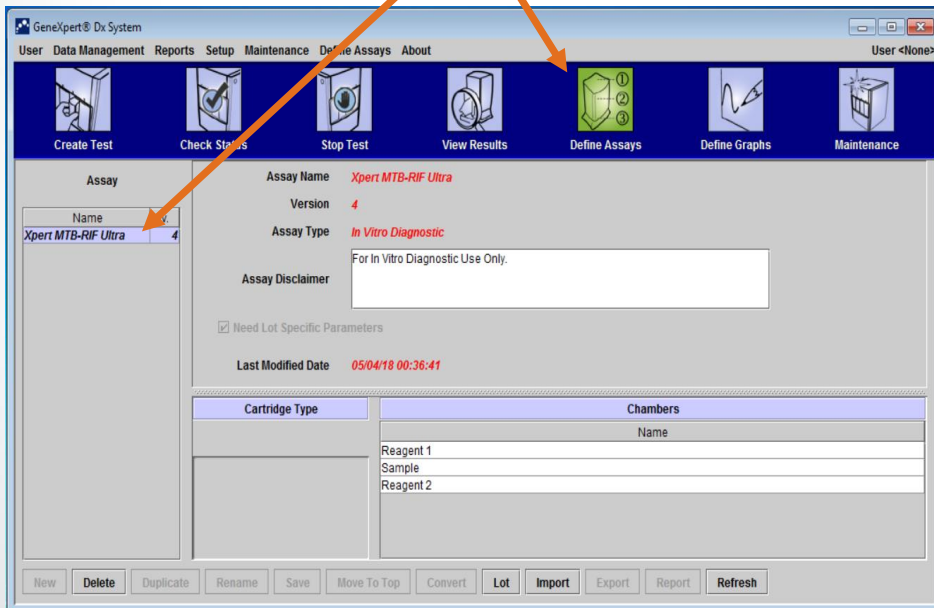 GeneXpert® Dx System
User Data Management Reports Setup Maintenance Define Assays About User <None>
Create Test Check Status Stop Test View Results Define Assays Define Graphs Maintenance
① ② ③
Assay
Name
Xpert MTB-RIF Ultra 4
Assay Name Xpert MTB-RIF Ultra
Version 4
Assay Type In Vitro Diagnostic
Assay Disclaimer For In Vitro Diagnostic Use Only.
Need Lot Specific Parameters
Last Modified Date 05/04/18 00:36:41
Cartridge Type Chambers
Name
Reagent 1
Sample
Reagent 2
New Delete Duplicate Rename Save Move To Top Convert Lot Import Export Report Refresh